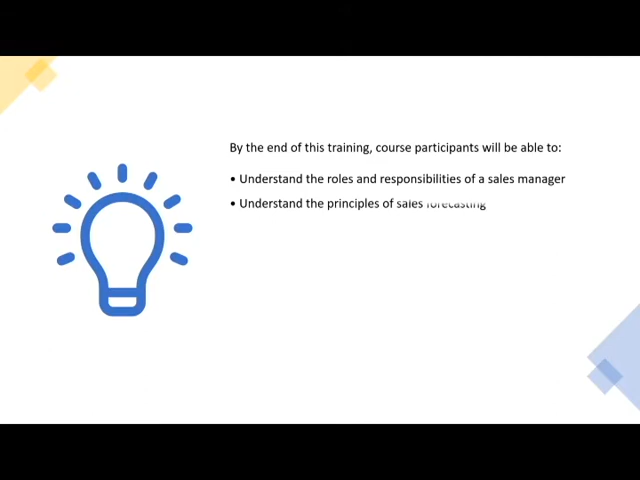 By the end of this training, course participants will be able to:
• Understand the roles and responsibilities of a sales manager
• Understand the principles of sales forecasting